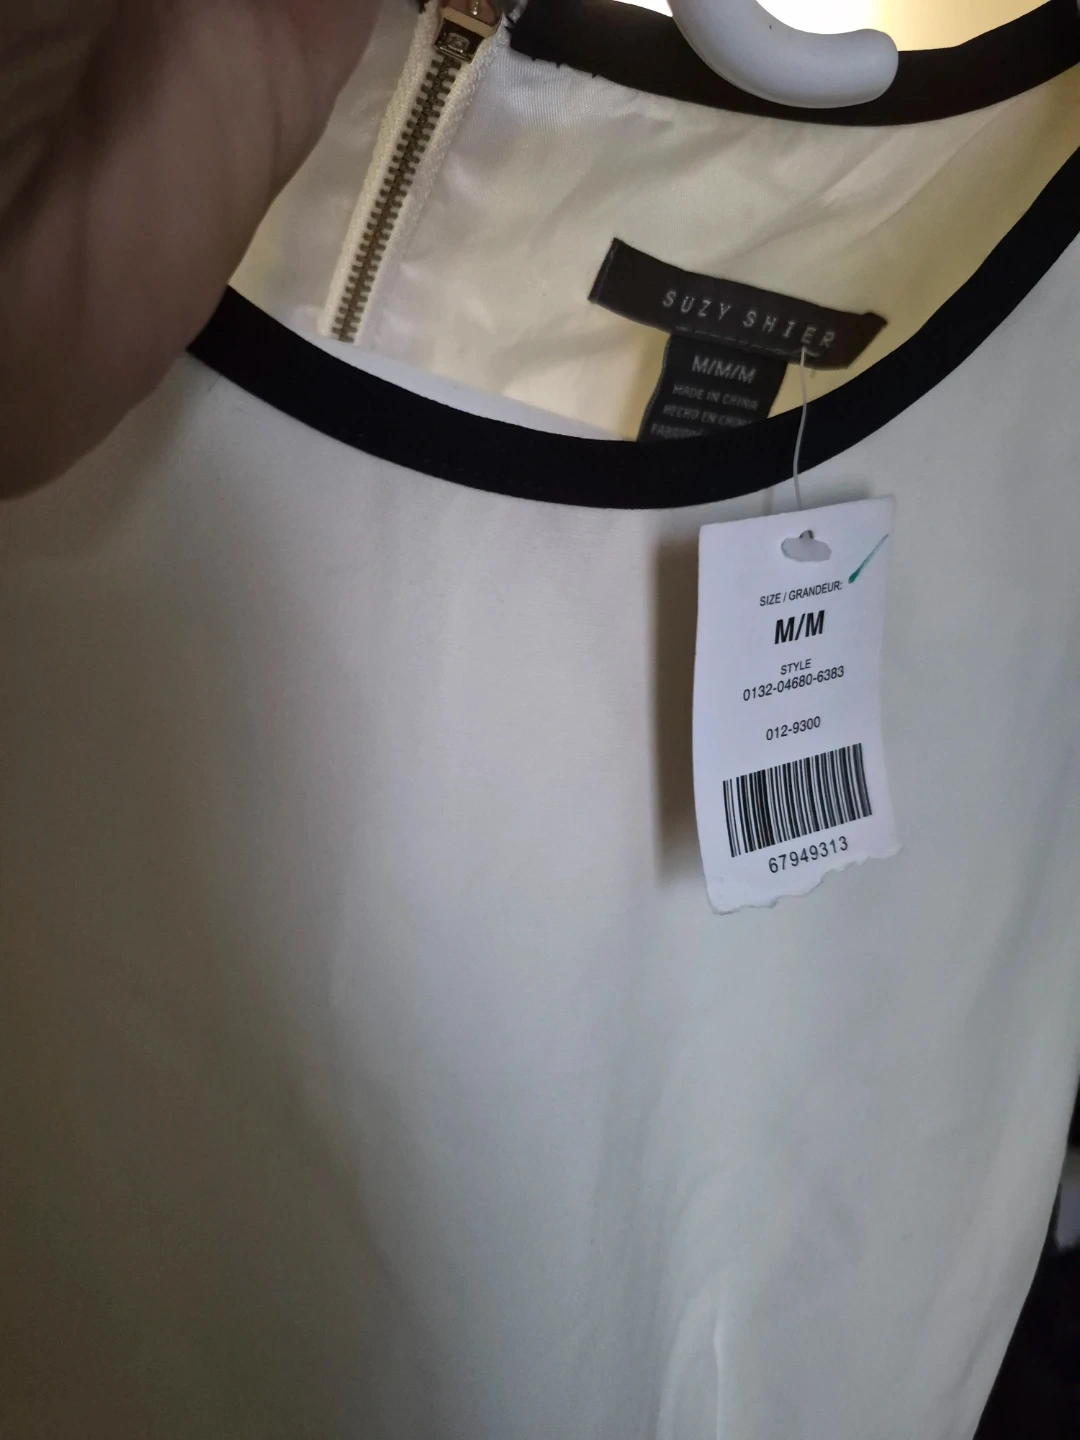 SUZY SHIER
M/M/M
MADE IN CHINA
HECHO EN CHINA
SIZE / GRANDEUR:
M/M
STYLE
0132-04680-6383
012-9300
67949313